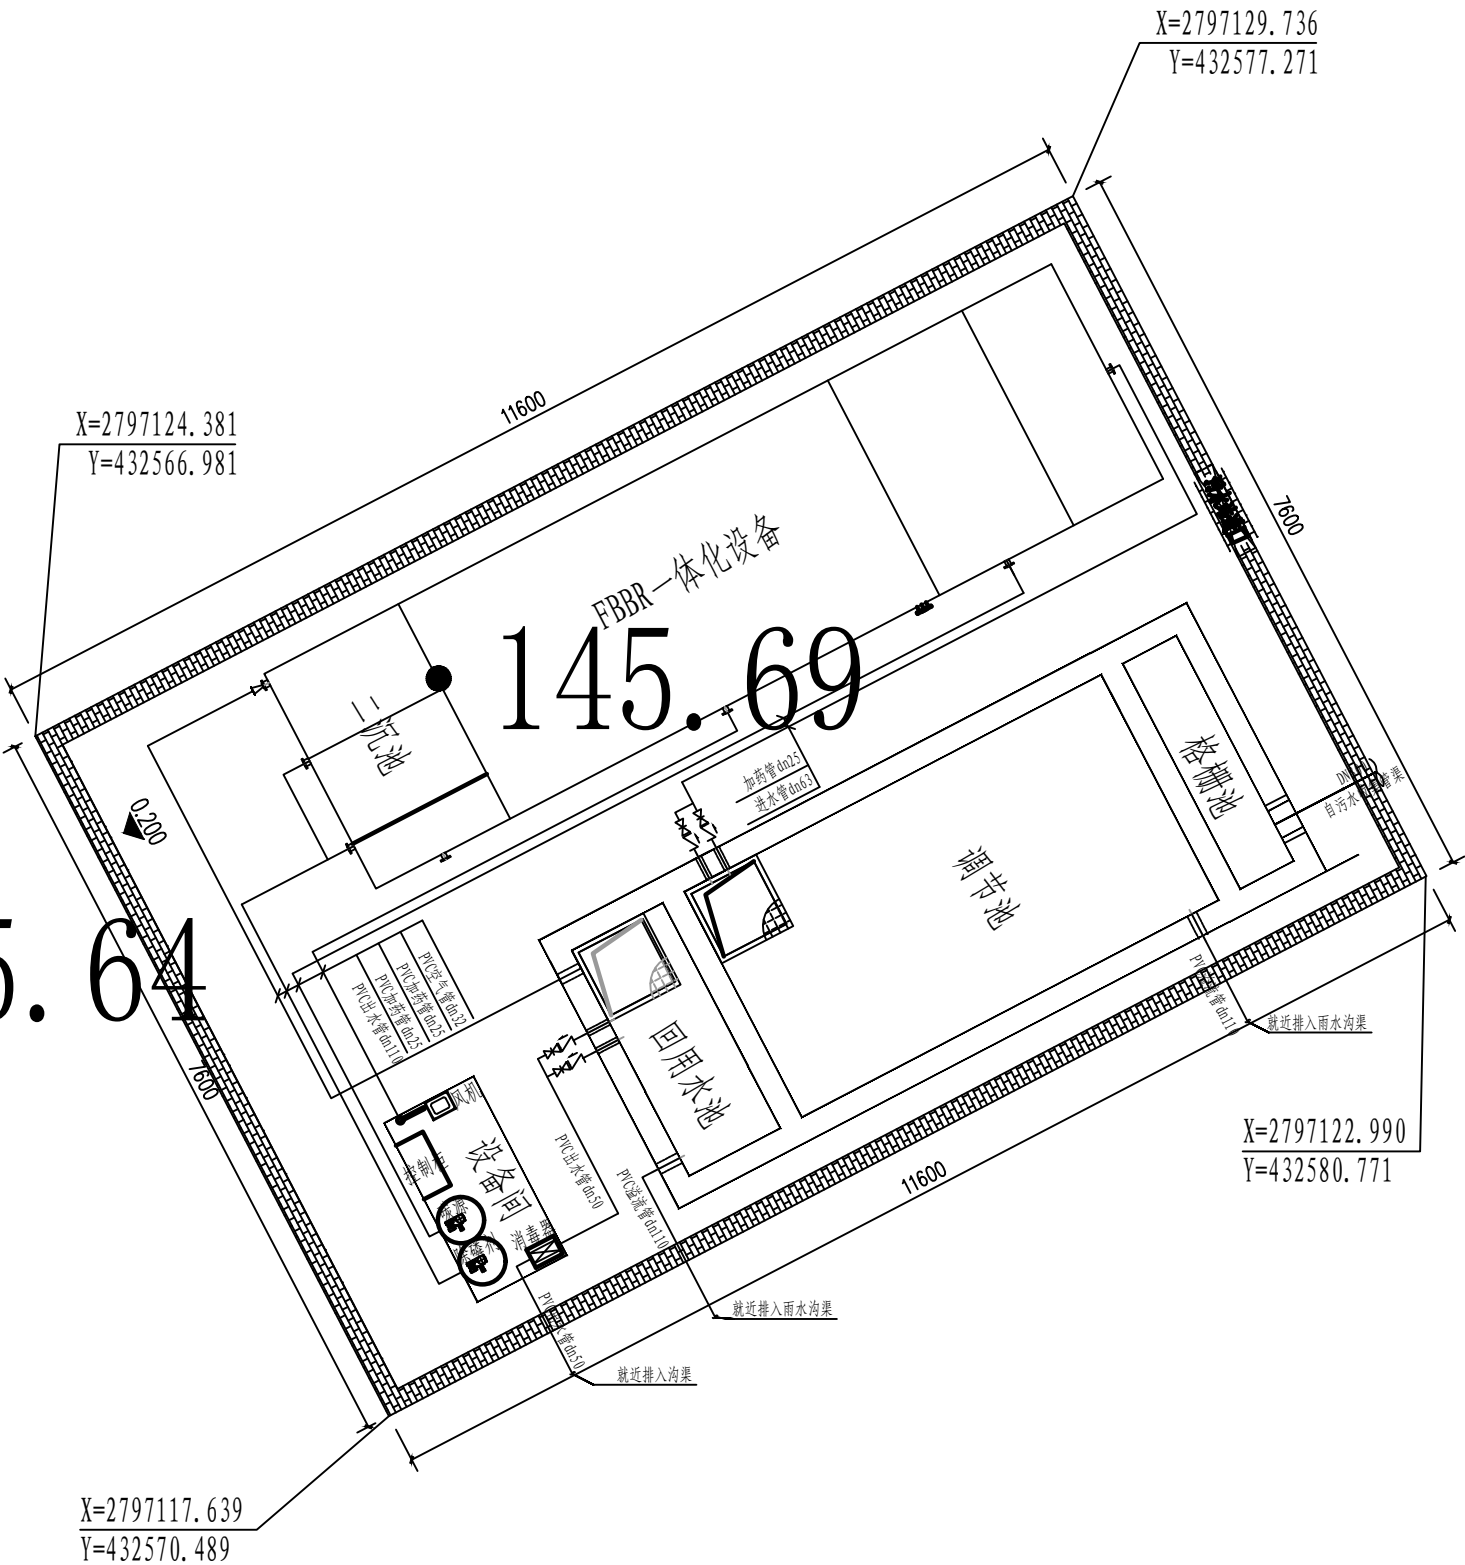 X=2797129.736
Y=432577.271
11600
X=2797124.381
Y=432566.981
7600
FBBR一体化设备
145.69
二沉池
加药管dn25
进水管dn63
格栅池
DN
自污水
渠
0.200
调节池
5.64
PVC空气管dn32
PVC加药管dn25
PVC加药管dn25
PVC出水管dn110
7600
回用水池
就近排入雨水沟渠
风机
控制柜
设备间
碳源
除磷剂
消毒器
PVC出水管dn50
PVC溢流管dn110
X=2797122.990
Y=432580.771
11600
就近排入雨水沟渠
就近排入沟渠
X=2797117.639
Y=432570.489